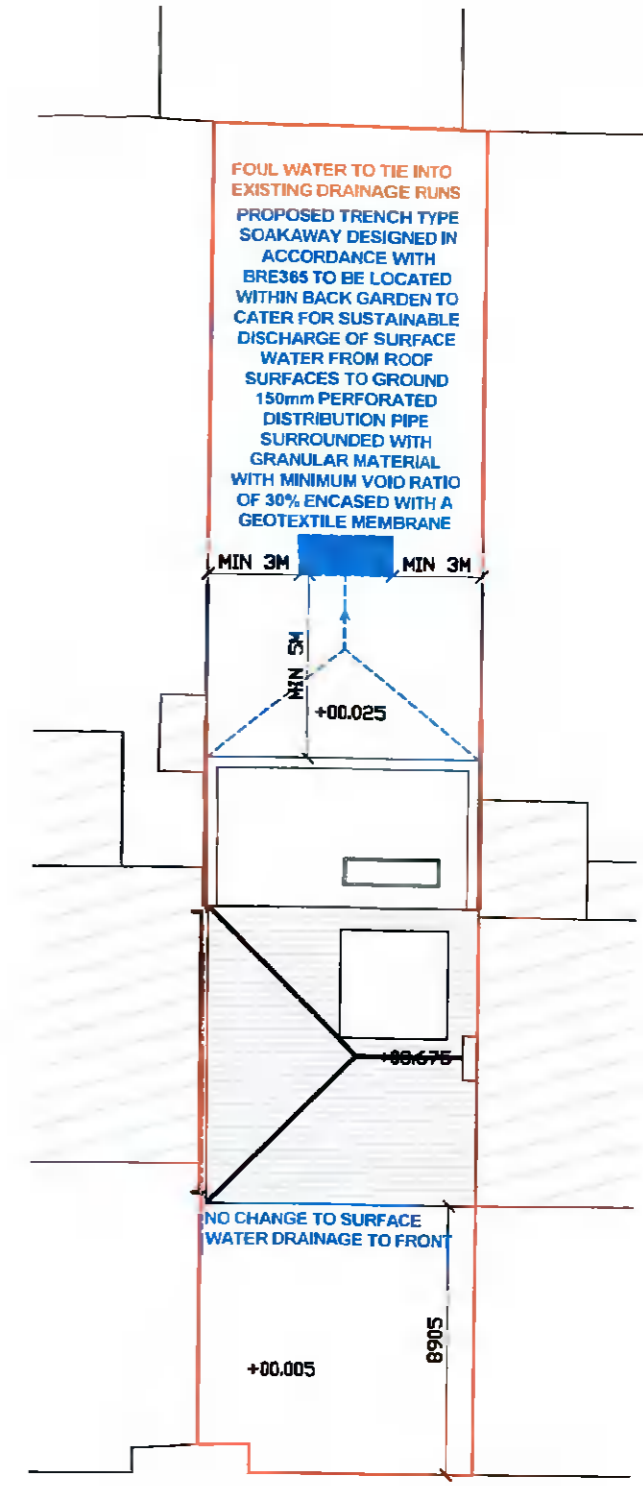 FOUL WATER TO TIE INTO
EXISTING DRAINAGE RUNS
PROPOSED TRENCH TYPE
SOAKAWAY DESIGNED IN
ACCORDANCE WITH
BRE365 TO BE LOCATED
WITHIN BACK GARDEN TO
CATER FOR SUSTAINABLE
DISCHARGE OF SURFACE
WATER FROM ROOF
SURFACES TO GROUND
150mm PERFORATED
DISTRIBUTION PIPE
SURROUNDED WITH
GRANULAR MATERIAL
WITH MINIMUM VOID RATIO
OF 30% ENCASED WITH A
GEOTEXTILE MEMBRANE
MIN 3M
MIN 3M
MIN 5M
+00.025
+08.675
NO CHANGE TO SURFACE
WATER DRAINAGE TO FRONT
8905
+00.005